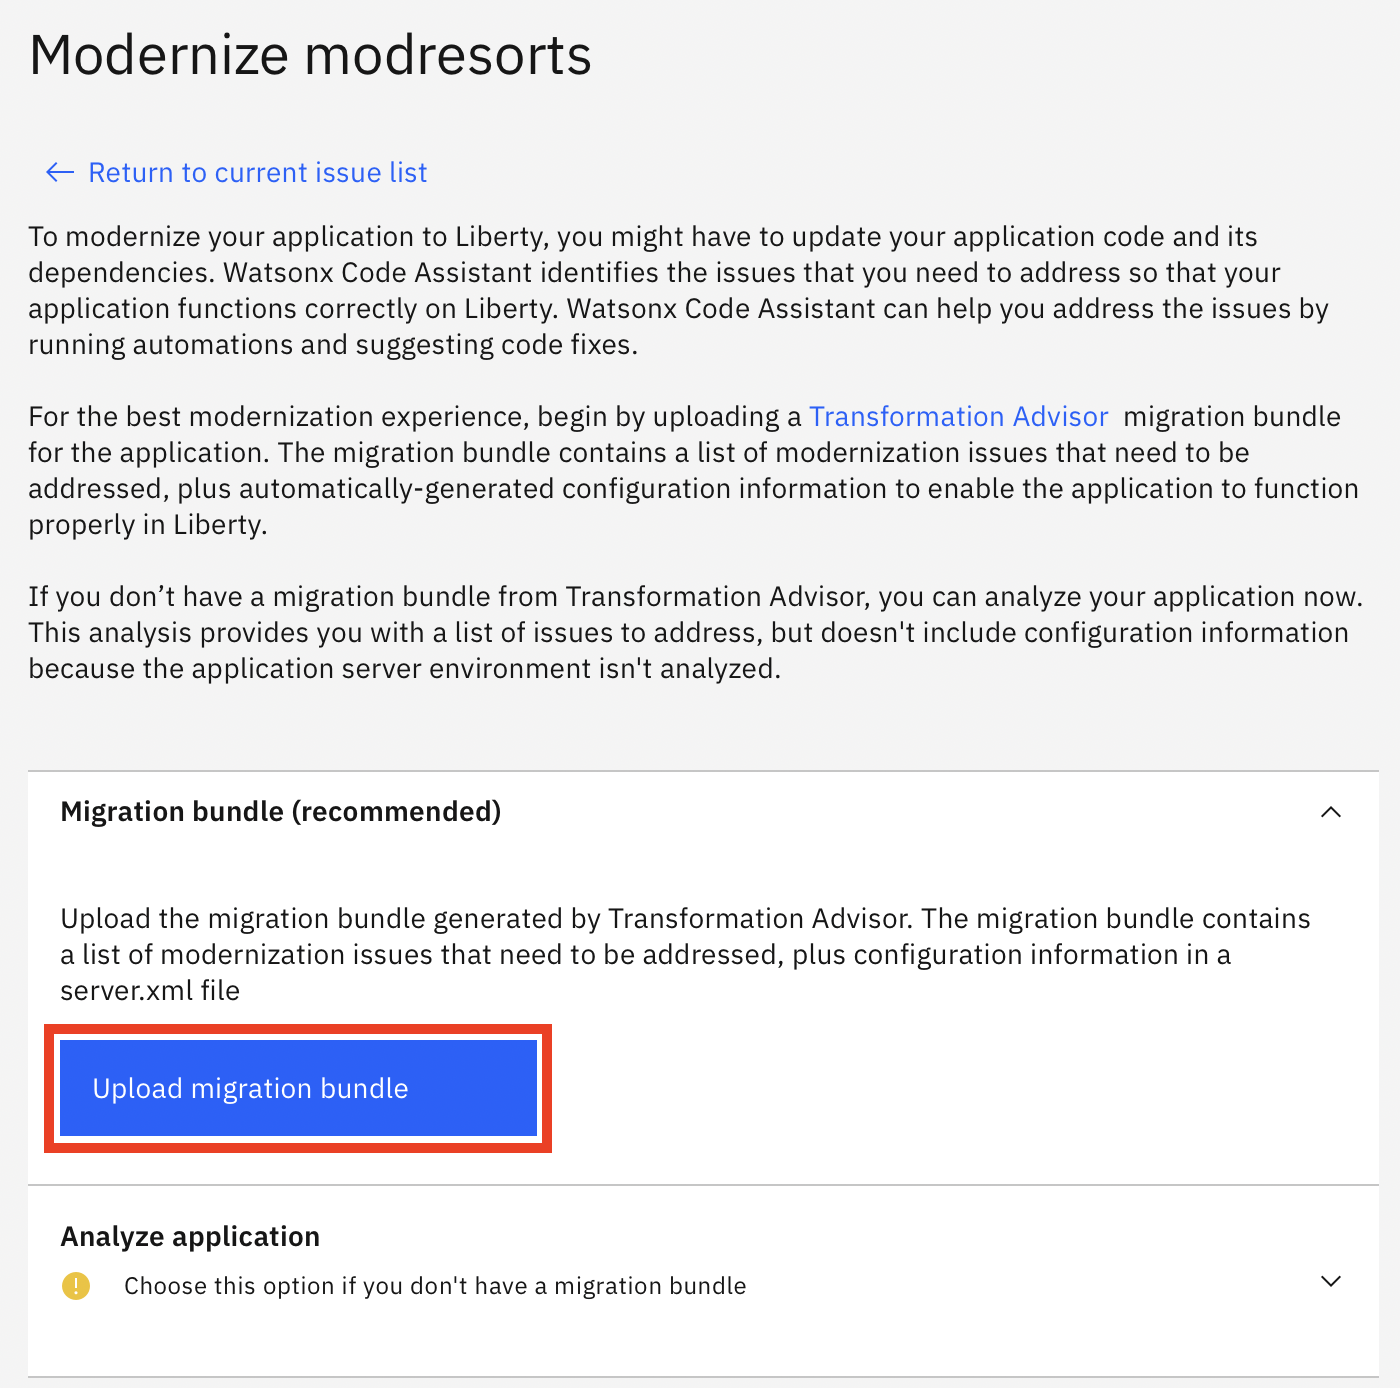 Modernize modresorts
Return to current issue list
To modernize your application to Liberty, you might have to update your application code and its
dependencies. Watsonx Code Assistant identifies the issues that you need to address so that your
application functions correctly on Liberty. Watsonx Code Assistant can help you address the issues by
running automations and suggesting code fixes.
For the best modernization experience, begin by uploading a Transformation Advisor migration bundle
for the application. The migration bundle contains a list of modernization issues that need to be
addressed, plus automatically-generated configuration information to enable the application to function
properly in Liberty.
If you don’t have a migration bundle from Transformation Advisor, you can analyze your application now.
This analysis provides you with a list of issues to address, but doesn't include configuration information
because the application server environment isn't analyzed.
Migration bundle (recommended)
Upload the migration bundle generated by Transformation Advisor. The migration bundle contains
a list of modernization issues that need to be addressed, plus configuration information in a
server.xml file
Upload migration bundle
Analyze application
Choose this option if you don't have a migration bundle